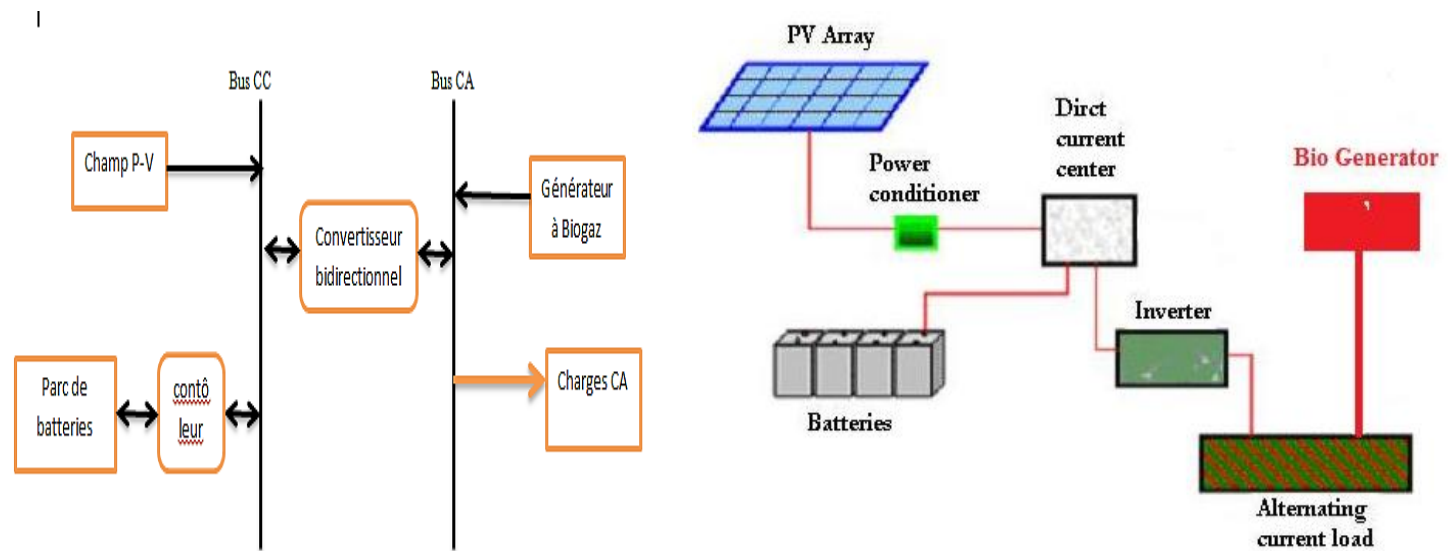 I
Bus CC
Bus CA
Champ P-V
Générateur
à Biogaz
Convertisseur
bidirectionnel
Parc de
batteries
contô
leur
Charges CA
PV Array
Dirct
current
center
Power
conditioner
Bio Generator
Inverter
Batteries
Alternating
current load